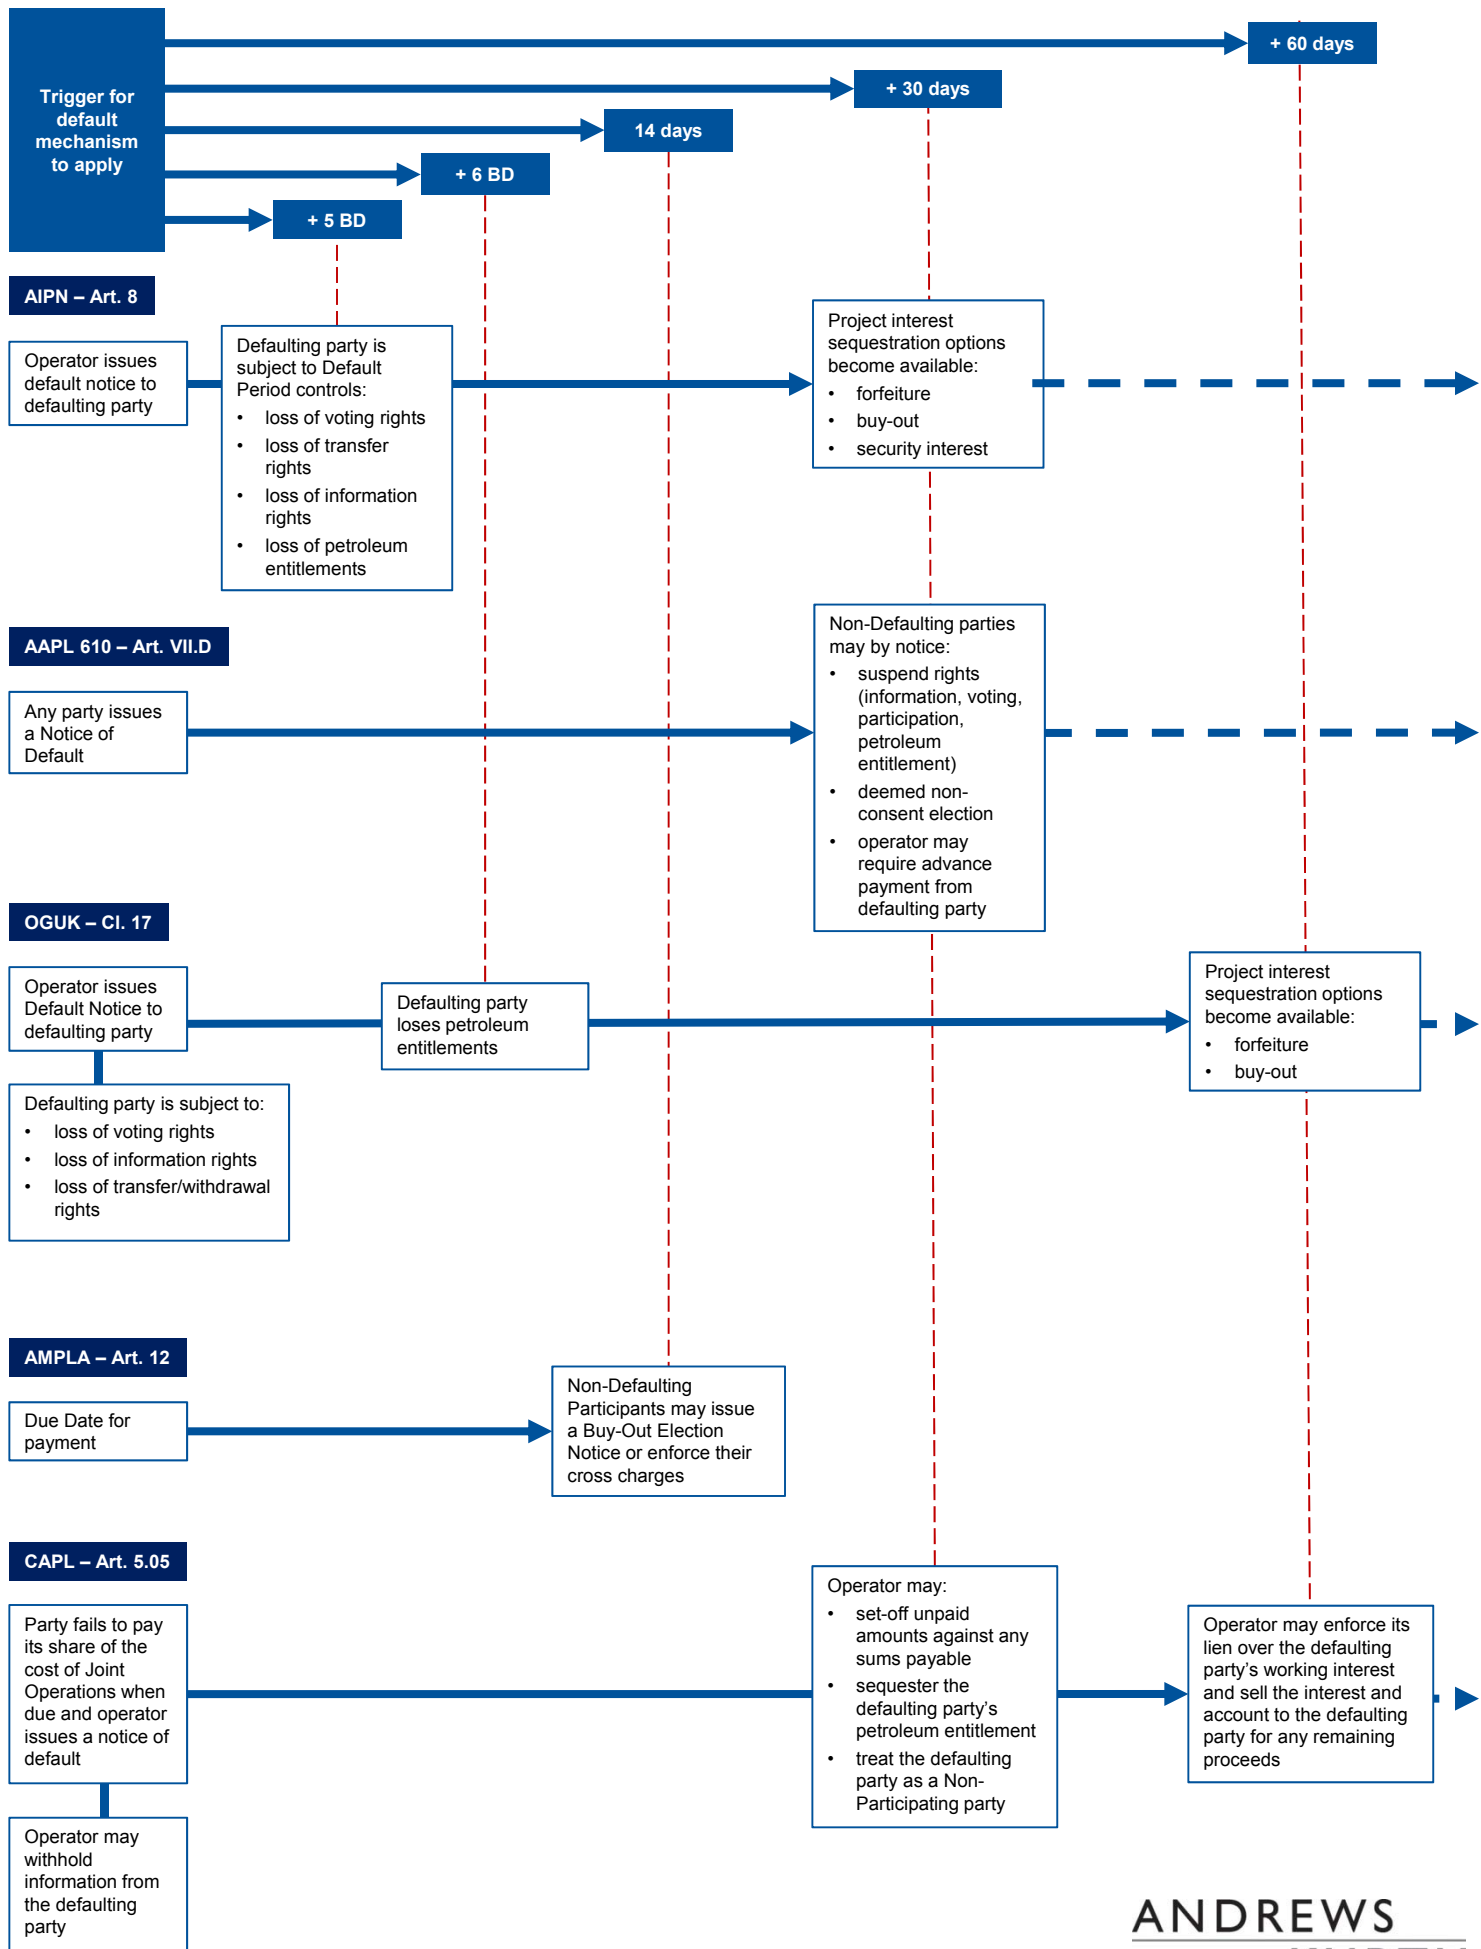 + 60 days
+ 30 days
Trigger for
default
mechanism
to apply
14 days
+ 6 BD
+ 5 BD
AIPN – Art. 8
Operator issues
default notice to
defaulting party
Defaulting party is
subject to Default
Period controls:
• loss of voting rights
• loss of transfer
rights
• loss of information
rights
• loss of petroleum
entitlements
Project interest
sequestration options
become available:
• forfeiture
• buy-out
• security interest
AAPL 610 – Art. VII.D
Any party issues
a Notice of
Default
Non-Defaulting parties
may by notice:
• suspend rights
(information, voting,
participation,
petroleum
entitlement)
• deemed non-
consent election
• operator may
require advance
payment from
defaulting party
OGUK – Cl. 17
Operator issues
Default Notice to
defaulting party
Defaulting party is subject to:
• loss of voting rights
• loss of information rights
• loss of transfer/withdrawal
rights
Defaulting party
loses petroleum
entitlements
Project interest
sequestration options
become available:
• forfeiture
• buy-out
AMPLA – Art. 12
Due Date for
payment
Non-Defaulting
Participants may issue
a Buy-Out Election
Notice or enforce their
cross charges
CAPL – Art. 5.05
Party fails to pay
its share of the
cost of Joint
Operations when
due and operator
issues a notice of
default
Operator may
withhold
information from
the defaulting
party
Operator may:
• set-off unpaid
amounts against any
sums payable
• sequester the
defaulting party's
petroleum entitlement
• treat the defaulting
party as a Non-
Participating party
Operator may enforce its
lien over the defaulting
party's working interest
and sell the interest and
account to the defaulting
party for any remaining
proceeds
ANDREWS